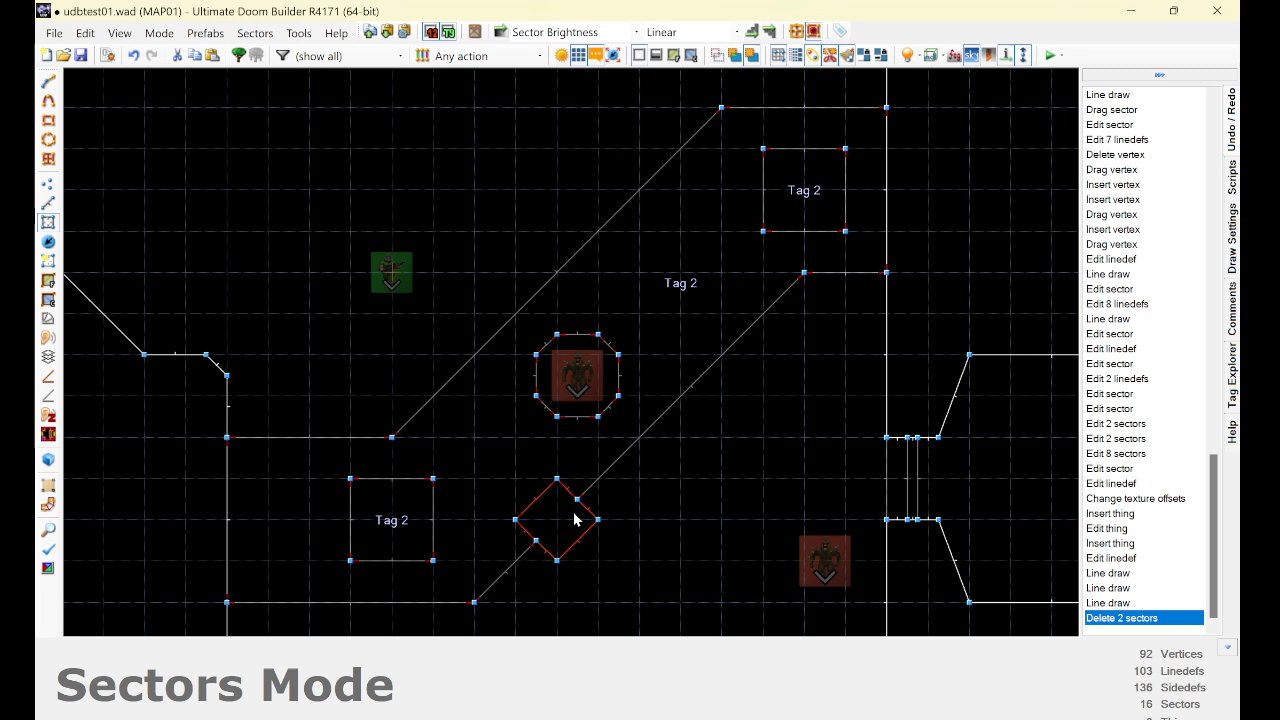 • udbtest01.wad (MAP01) - Ultimate Doom Builder R4171 (64-bit)
File Edit View Mode Prefabs Sectors Tools Help Sector Brightness Linear
(show all) Any action
Line draw
Drag sector
Edit sector
Edit 7 linedefs
Delete vertex
Drag vertex
Insert vertex
Insert vertex
Drag vertex
Insert vertex
Drag vertex
Edit linedef
Line draw
Edit sector
Edit 8 linedefs
Line draw
Edit sector
Edit linedef
Edit sector
Edit 2 linedefs
Edit sector
Edit sector
Edit 2 sectors
Edit 2 sectors
Edit 8 sectors
Edit sector
Edit linedef
Change texture offsets
Insert thing
Edit thing
Insert thing
Edit linedef
Line draw
Line draw
Line draw
Delete 2 sectors
Undo / Redo
Scripts
Draw Settings
Comments
Tag Explorer
Help
Tag 2
Tag 2
Tag 2
Sectors Mode
92 Vertices
103 Linedefs
136 Sidedefs
16 Sectors